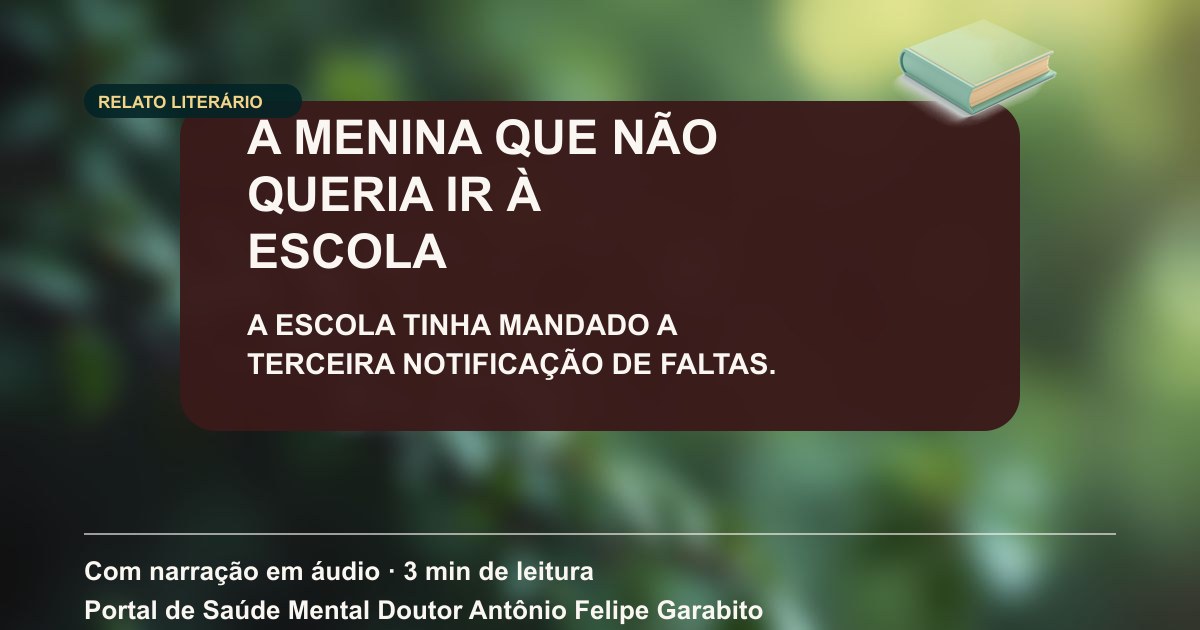 RELATO LITERÁRIO
A MENINA QUE NÃO
QUERIA IR À
ESCOLA
A ESCOLA TINHA MANDADO A
TERCEIRA NOTIFICAÇÃO DE FALTAS.
Com narração em áudio · 3 min de leitura
Portal de Saúde Mental Doutor Antônio Felipe Garabito